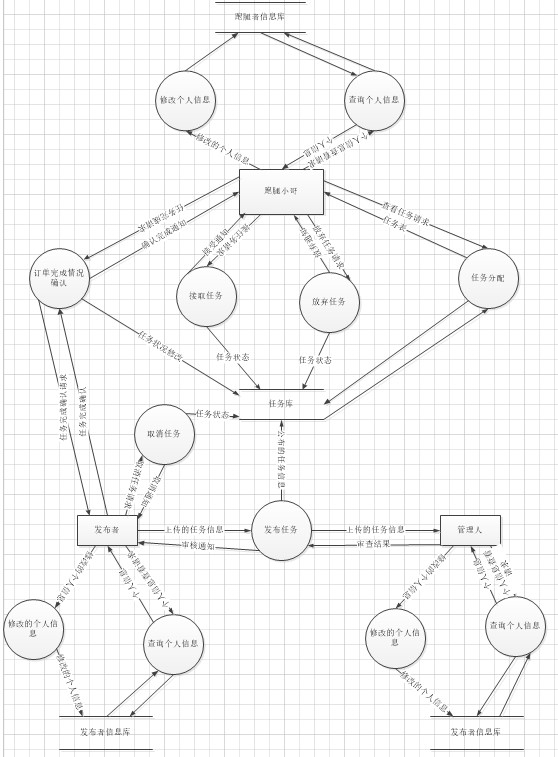 跑腿者信息库
修改个人信息
查询个人信息
修改的个人信息
个人信息
个人信息查看请求
跑腿小哥
任务完成请求
确认完成通知
接受通知
接任务请求
放弃任务请求
查看任务请求
任务表
订单完成情况
确认
接取任务
放弃任务
任务分配
任务状况修改
任务状态
任务状态
任务库
任务完成确认请求
任务完成确认
取消任务
任务状态
取消任务请求
取消通知
公布的任务信息
发布者
上传的任务信息
审核通知
发布任务
上传的任务信息
审查结果
管理人
修改的个人信息
个人信息
个人信息查看请求
修改的个人信息
个人信息
个人信息查看
请求
修改的个人信
息
查询个人信息
修改的个人信息
查询个人信息
修改的个人信息
修改的个人信息
发布者信息库
发布者信息库